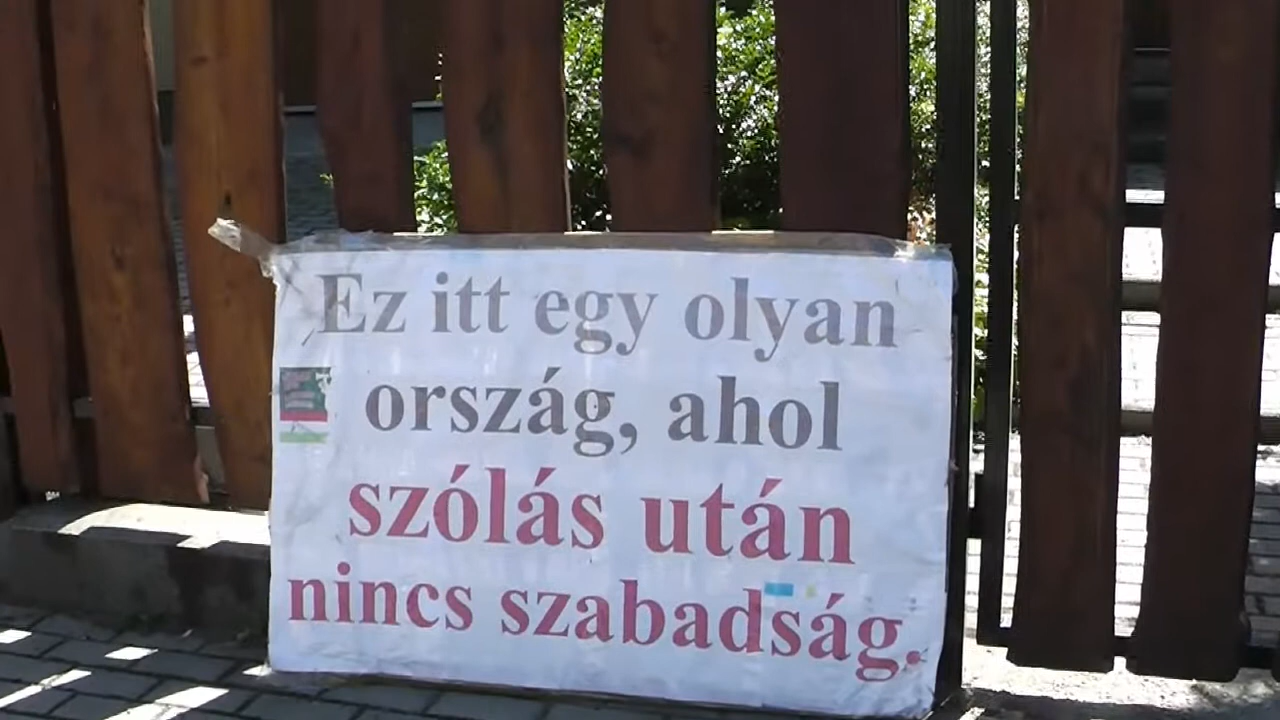 Ez itt egy olyan
ország, ahol
szólás után
nincs szabadság.